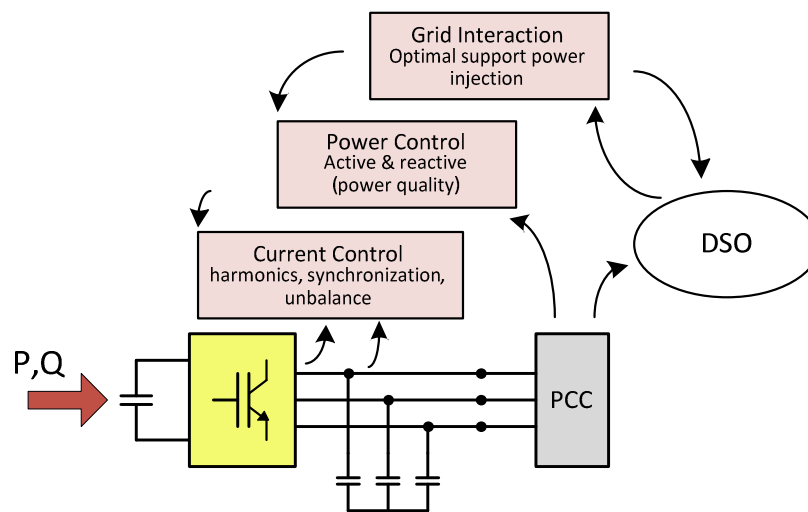 Grid Interaction
Optimal support power
injection
Power Control
Active & reactive
(power quality)
DSO
Current Control
harmonics, synchronization,
unbalance
P,Q
PCC